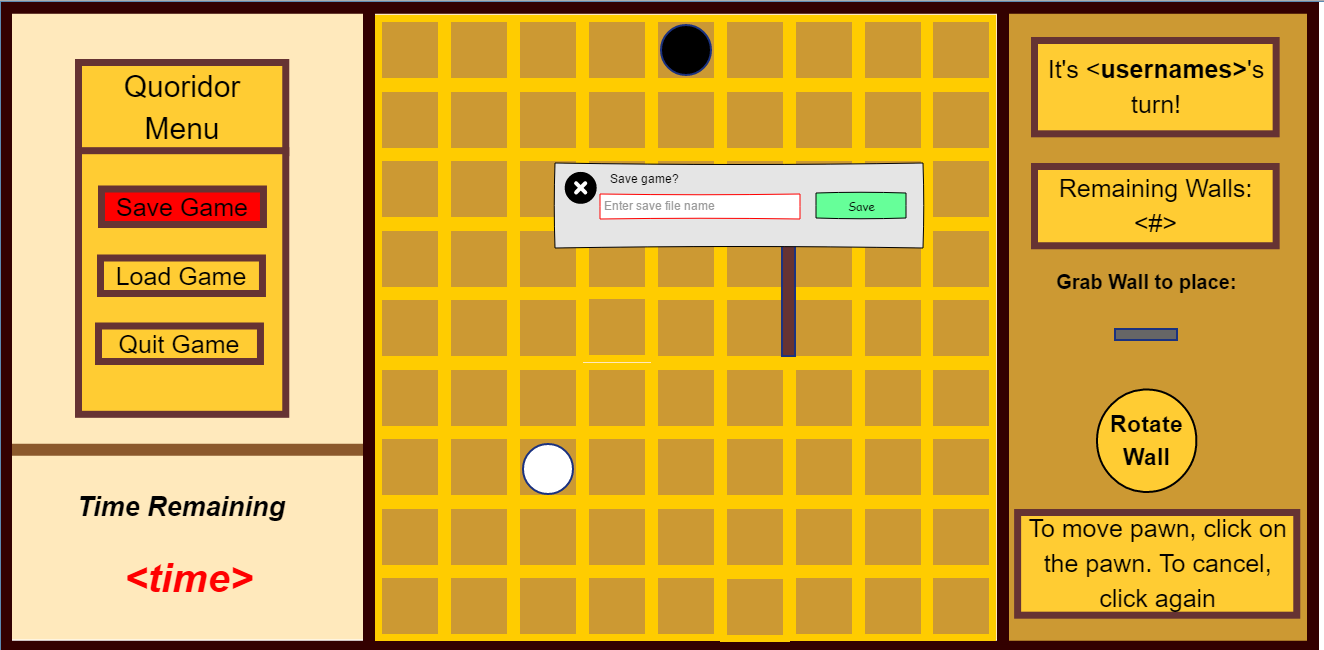 Quoridor
Menu
Save Game
Load Game
Quit Game
Time Remaining
<time>
Save game?
Enter save file name
Save
It's <usernames>'s
turn!
Remaining Walls:
<#>
Grab Wall to place:
Rotate
Wall
To move pawn, click on
the pawn. To cancel,
click again